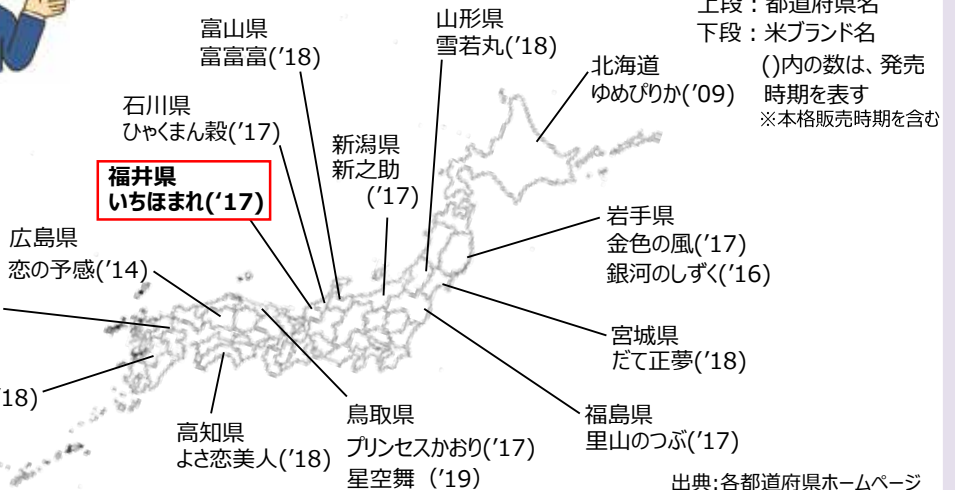 上段：都道府県名
下段：米ブランド名
()内の数は、発売
時期を表す
※本格販売時期を含む
山形県
雪若丸(’18)
富山県
富富富(’18)
北海道
ゆめぴりか(’09)
石川県
ひゃくまん穀(’17)
新潟県
新之助
(’17)
福井県
いちほまれ(‘17)
岩手県
金色の風(’17)
銀河のしずく(’16)
広島県
恋の予感(’14)
宮城県
だて正夢(’18)
18)
福島県
里山のつぶ(’17)
鳥取県
プリンセスかおり(’17)
星空舞（’19)
高知県
よさ恋美人(’18)
出典:各都道府県ホームページ